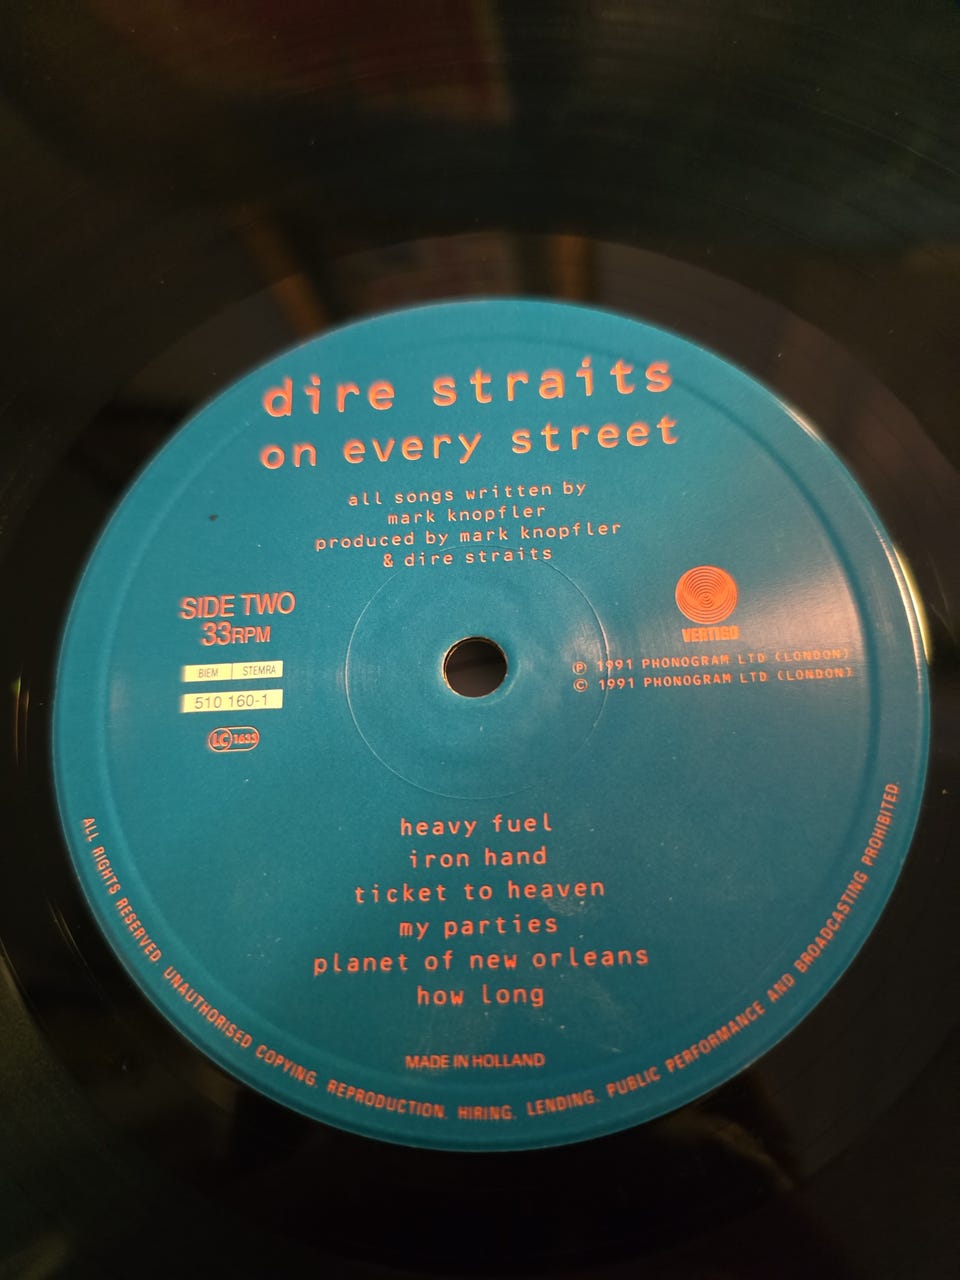 dire straits
on every street
all songs written by
mark knopfler
produced by mark knopfler
& dire straits
SIDE TWO
33RPM
BIEM STEMRA
510 160-1
LC 1633
VERTIGO
℗ 1991 PHONOGRAM LTD (LONDON)
© 1991 PHONOGRAM LTD (LONDON)
heavy fuel
iron hand
ticket to heaven
my parties
planet of new orleans
how long
MADE IN HOLLAND
ALL RIGHTS RESERVED. UNAUTHORISED COPYING. REPRODUCTION. HIRING. LENDING. PUBLIC PERFORMANCE AND BROADCASTING PROHIBITED.